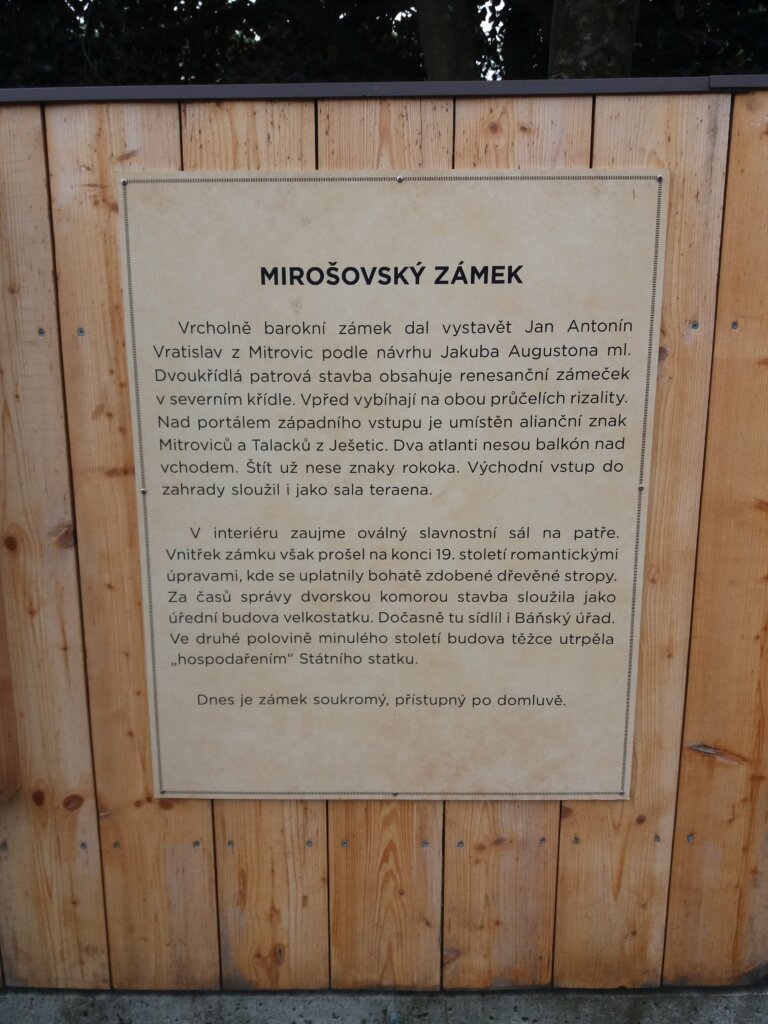 MIROŠOVSKÝ ZÁMEK
Vrcholně barokní zámek dal vystavět Jan Antonín
Vratislav z Mitrovic podle návrhu Jakuba Augustona ml.
Dvoukřídlá patrová stavba obsahuje renesanční zámeček
v severním křídle. Vpřed vybíhají na obou průčelích rizality.
Nad portálem západního vstupu je umístěn alianční znak
Mitroviců a Talacků z Ješetic. Dva atlanti nesou balkón nad
vchodem. Štít už nese znaky rokoka. Východní vstup do
zahrady sloužil i jako sala teraena.
V interiéru zaujme oválný slavnostní sál na patře.
Vnitřek zámku však prošel na konci 19. století romantickými
úpravami, kde se uplatnily bohatě zdobené dřevěné stropy.
Za časů správy dvorskou komorou stavba sloužila jako
úřední budova velkostatku. Dočasně tu sídlil i Báňský úřad.
Ve druhé polovině minulého století budova těžce utrpěla
„hospodařením" Státního statku.
Dnes je zámek soukromý, přístupný po domluvě.